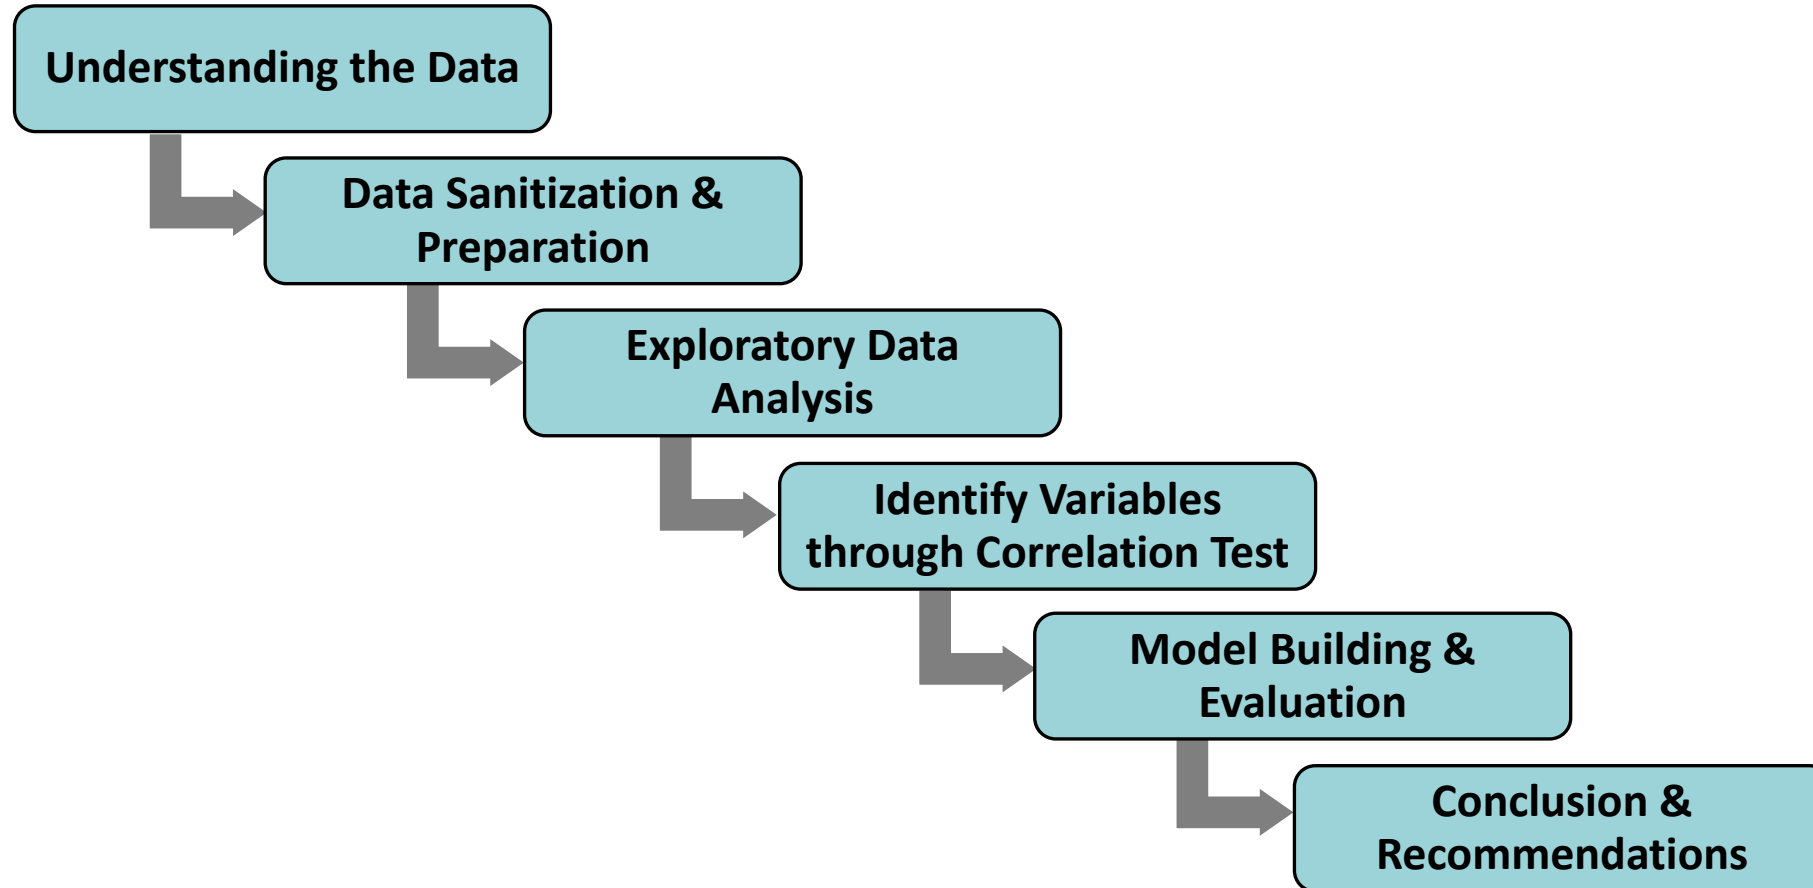 Understanding the Data
Data Sanitization &
Preparation
Exploratory Data
Analysis
Identify Variables
through Correlation Test
Model Building &
Evaluation
Conclusion &
Recommendations